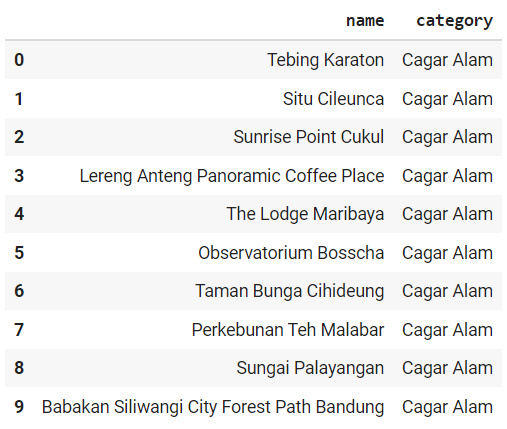 name category
0 Tebing Karaton Cagar Alam
1 Situ Cileunca Cagar Alam
2 Sunrise Point Cukul Cagar Alam
3 Lereng Anteng Panoramic Coffee Place Cagar Alam
4 The Lodge Maribaya Cagar Alam
5 Observatorium Bosscha Cagar Alam
6 Taman Bunga Cihideung Cagar Alam
7 Perkebunan Teh Malabar Cagar Alam
8 Sungai Palayangan Cagar Alam
9 Babakan Siliwangi City Forest Path Bandung Cagar Alam